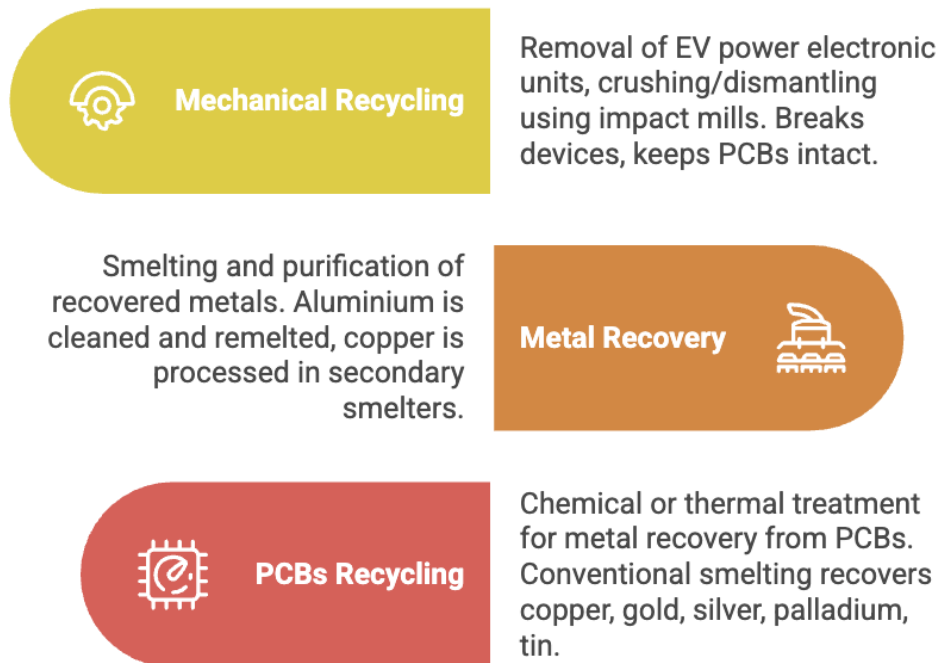 Mechanical Recycling
Removal of EV power electronic
units, crushing/dismantling
using impact mills. Breaks
devices, keeps PCBs intact.
Smelting and purification of
recovered metals. Aluminium is
cleaned and remelted, copper is
processed in secondary
smelters.
Metal Recovery
PCBs Recycling
Chemical or thermal treatment
for metal recovery from PCBs.
Conventional smelting recovers
copper, gold, silver, palladium,
tin.